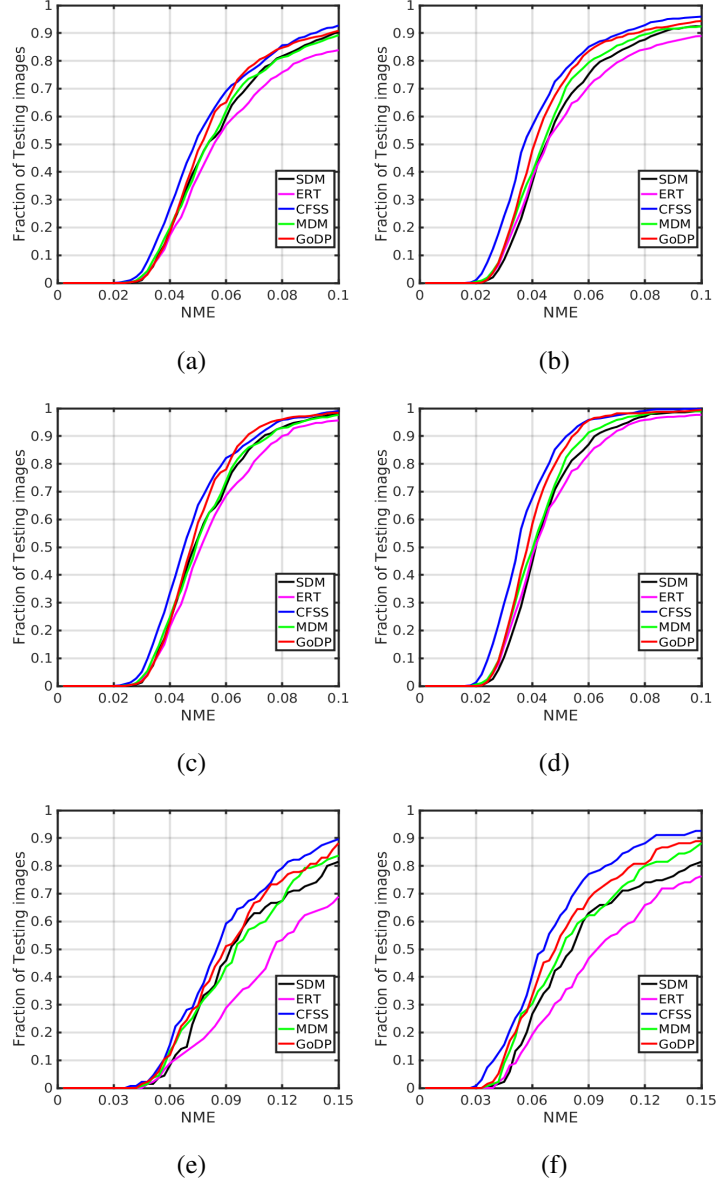 1
0.9
0.8
0.7
0.6
0.5
0.4
0.3
0.2
0.1
0
Fraction of Testing images
SDM
ERT
CFSS
MDM
GoDP
0 0.02 0.04 0.06 0.08 0.1
NME
(a)
1
0.9
0.8
0.7
0.6
0.5
0.4
0.3
0.2
0.1
0
Fraction of Testing images
SDM
ERT
CFSS
MDM
GoDP
0 0.02 0.04 0.06 0.08 0.1
NME
(b)
1
0.9
0.8
0.7
0.6
0.5
0.4
0.3
0.2
0.1
0
Fraction of Testing images
SDM
ERT
CFSS
MDM
GoDP
0 0.02 0.04 0.06 0.08 0.1
NME
(c)
1
0.9
0.8
0.7
0.6
0.5
0.4
0.3
0.2
0.1
0
Fraction of Testing images
SDM
ERT
CFSS
MDM
GoDP
0 0.02 0.04 0.06 0.08 0.1
NME
(d)
1
0.9
0.8
0.7
0.6
0.5
0.4
0.3
0.2
0.1
0
Fraction of Testing images
SDM
ERT
CFSS
MDM
GoDP
0 0.03 0.06 0.09 0.12 0.15
NME
(e)
1
0.9
0.8
0.7
0.6
0.5
0.4
0.3
0.2
0.1
0
Fraction of Testing images
SDM
ERT
CFSS
MDM
GoDP
0 0.03 0.06 0.09 0.12 0.15
NME
(f)